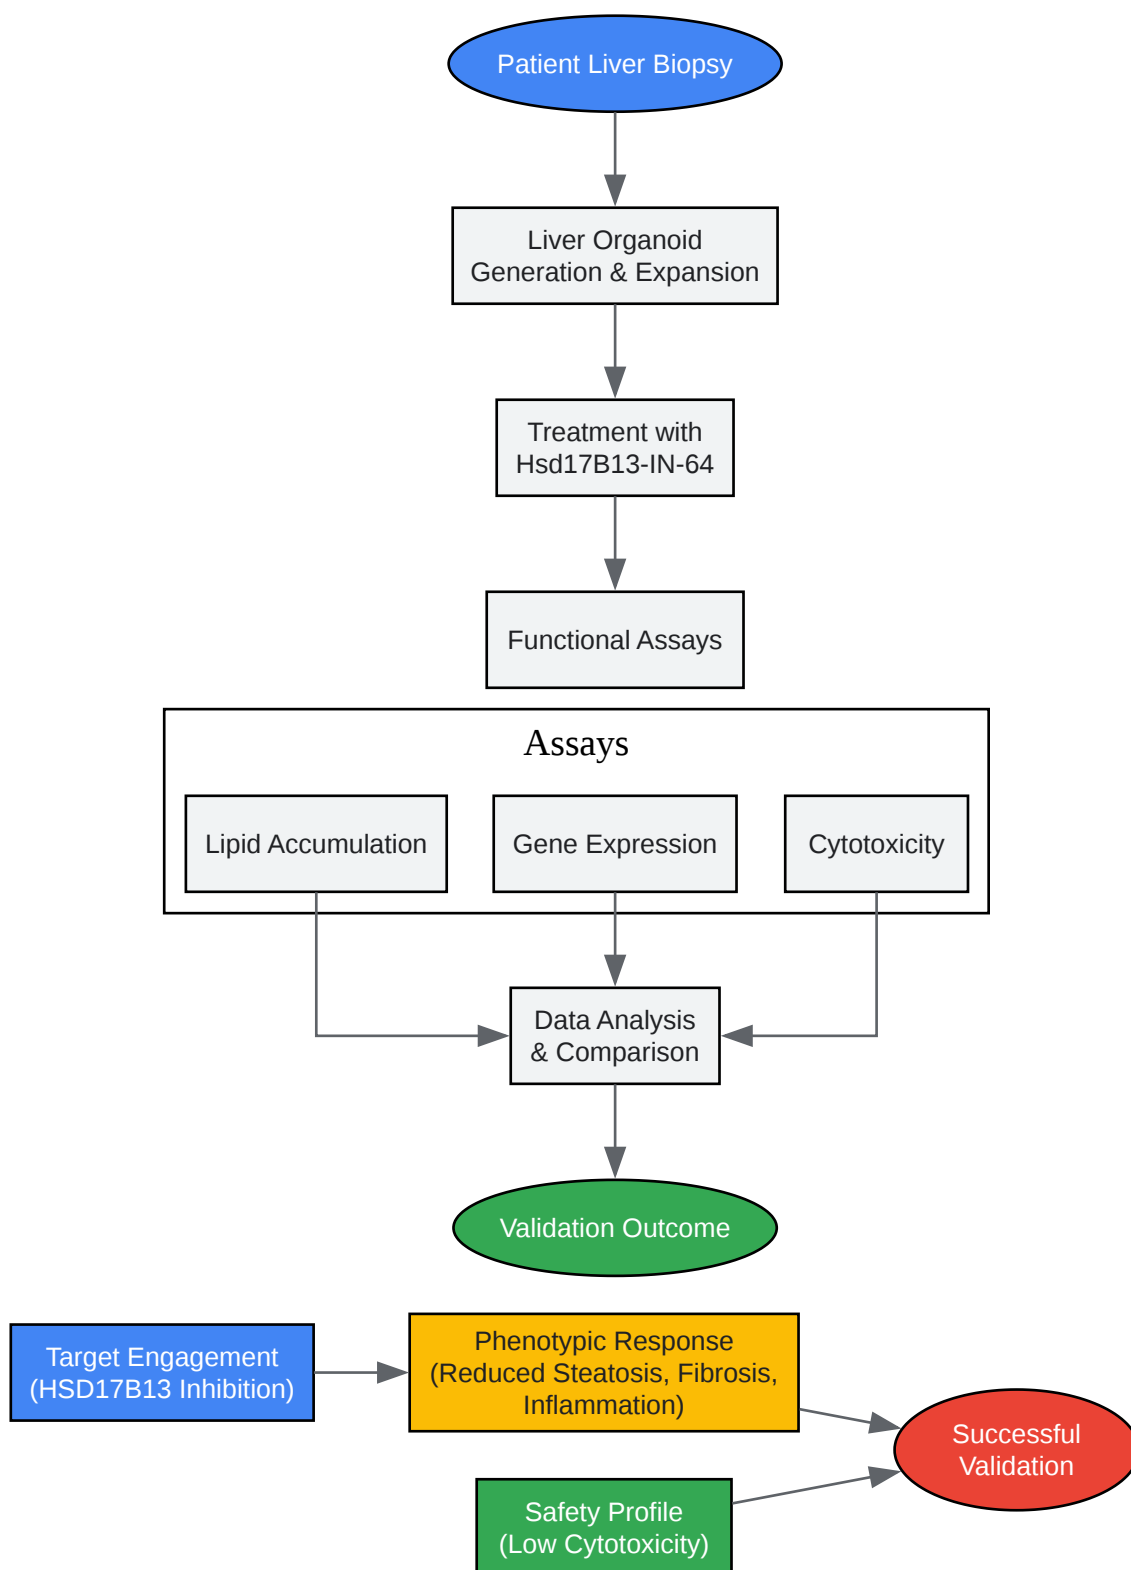 Patient Liver Biopsy
Liver Organoid
Generation & Expansion
Treatment with
Hsd17B13-IN-64
Functional Assays
Assays
Lipid Accumulation
Gene Expression
Cytotoxicity
Data Analysis
& Comparison
Validation Outcome
Target Engagement
(HSD17B13 Inhibition)
Phenotypic Response
(Reduced Steatosis, Fibrosis,
Inflammation)
Successful
Validation
Safety Profile
(Low Cytotoxicity)